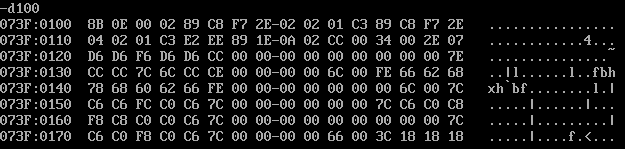 -d100
073F:0100  8B 0E 00 02 89 C8 F7 2E-02 02 01 C3 89 C8 F7 2E   ................
073F:0110  04 02 01 C3 E2 EE 89 1E-0A 02 CC 00 34 00 2E 07   ............4...
073F:0120  D6 D6 F6 D6 D6 CC 00 00-00 00 00 00 00 00 00 7E   ...............~
073F:0130  CC CC 7C 6C CC CE 00 00-00 00 6C 00 FE 66 62 68   ..|l......l..fbh
073F:0140  78 68 60 62 66 FE 00 00-00 00 00 00 00 6C 00 7C   xh`bf........l.|
073F:0150  C6 C6 FC C0 C6 7C 00 00-00 00 00 7C 7C C6 C0 C8   .....|.....||...
073F:0160  F8 C8 C0 C0 C6 7C 00 00-00 00 00 00 00 00 00 7C   .....|.........|
073F:0170  C6 C0 F8 C0 C6 7C 00 00-00 00 66 00 3C 18 18 18   .....|....f.<...